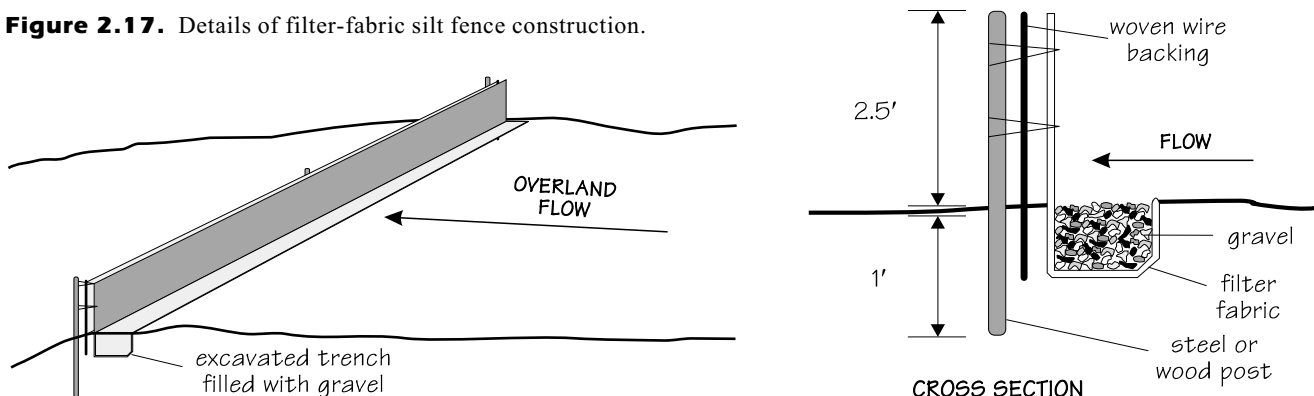 Figure 2.17. Details of filter-fabric silt fence construction.
OVERLAND
FLOW
excavated trench
filled with gravel
woven wire
backing
2.5′
FLOW
gravel
1′
filter
fabric
steel or
wood post
CROSS SECTION